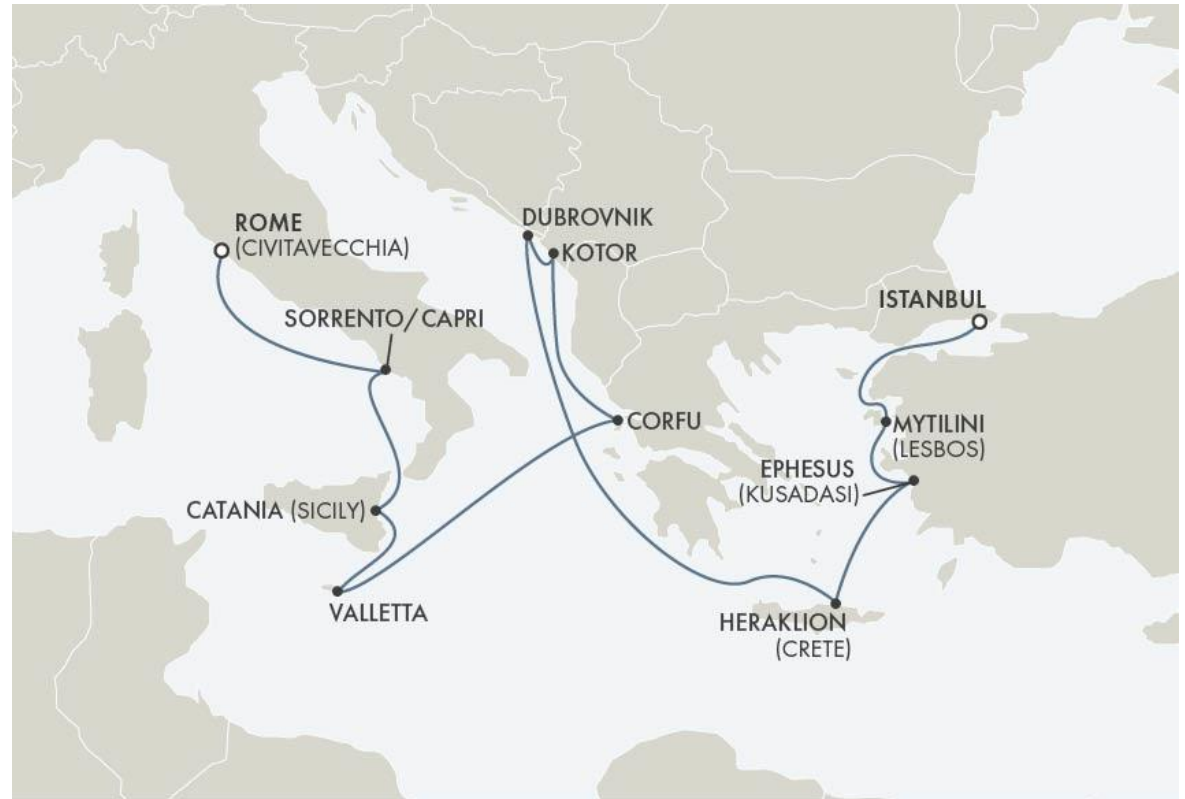 ROME
(CIVITAVECCHIA)
DUBROVNIK
KOTOR
SORRENTO/CAPRI
ISTANBUL
CORFU
MYTILINI
(LESBOS)
EPHESUS
(KUSADASI)
CATANIA (SICILY)
VALLETTA
HERAKLION
(CRETE)